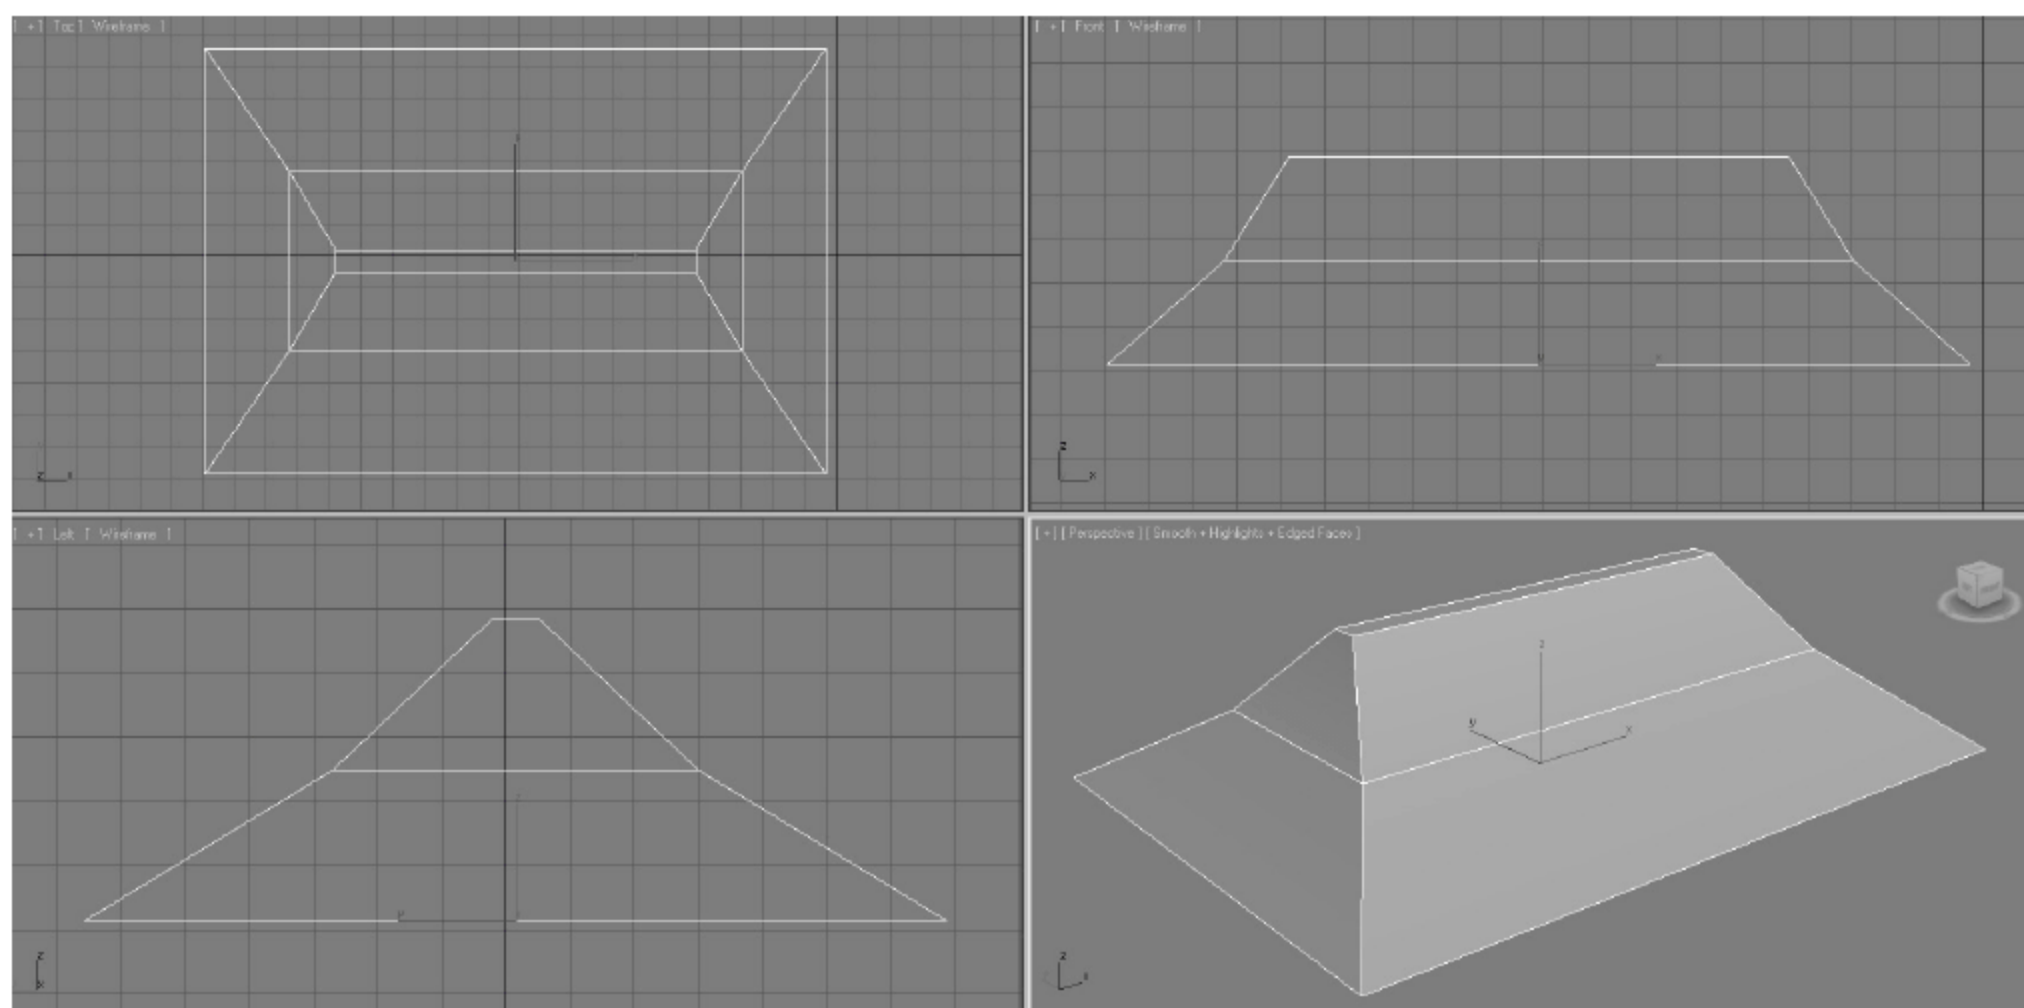 [ + ] Top ] Wireframe ]
[ + ] Front [ Wireframe ]
z
x
y
x
z
x
[ + ] Left [ Wireframe ]
y
z
x
[ + ] [ Perspective ] [ Smooth + Highlights + Edged Faces ]
z
y
x
z